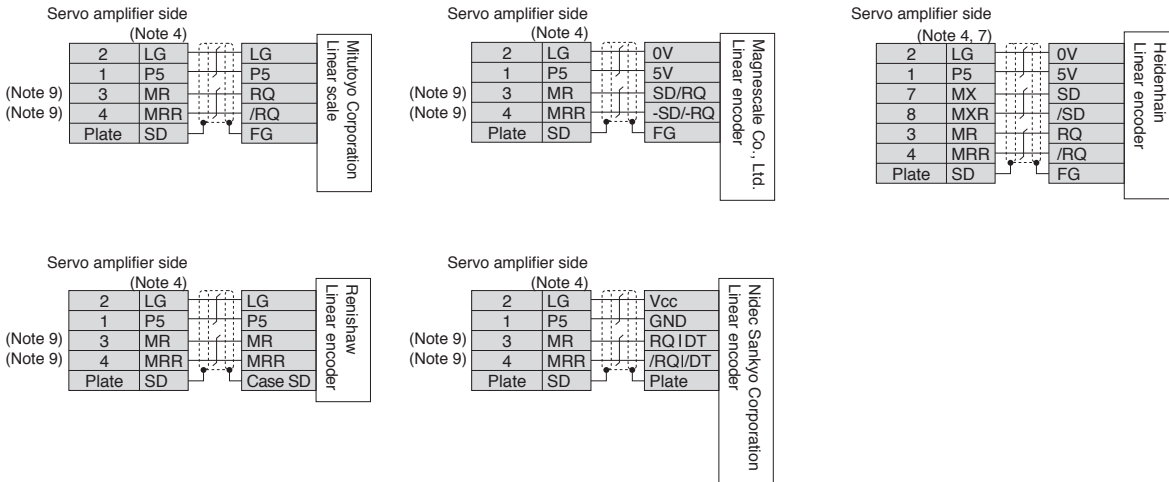 Servo amplifier side
(Note 4)
2 LG LG
1 P5 P5
(Note 9) 3 MR RQ
(Note 9) 4 MRR /RQ
Plate SD FG
Mitutoyo Corporation
Linear scale
Servo amplifier side
(Note 4)
2 LG 0V
1 P5 5V
(Note 9) 3 MR SD/RQ
(Note 9) 4 MRR -SD/-RQ
Plate SD FG
Magnescale Co., Ltd.
Linear encoder
Servo amplifier side
(Note 4, 7)
2 LG 0V
1 P5 5V
7 MX SD
8 MXR /SD
3 MR RQ
4 MRR /RQ
Plate SD FG
Heidenhain
Linear encoder
Servo amplifier side
(Note 4)
2 LG LG
1 P5 P5
(Note 9) 3 MR MR
(Note 9) 4 MRR MRR
Plate SD Case SD
Renishaw
Linear encoder
Servo amplifier side
(Note 4)
2 LG Vcc
1 P5 GND
(Note 9) 3 MR RQ|DT
(Note 9) 4 MRR /RQ|/DT
Plate SD Plate
Nidec Sankyo Corporation
Linear encoder